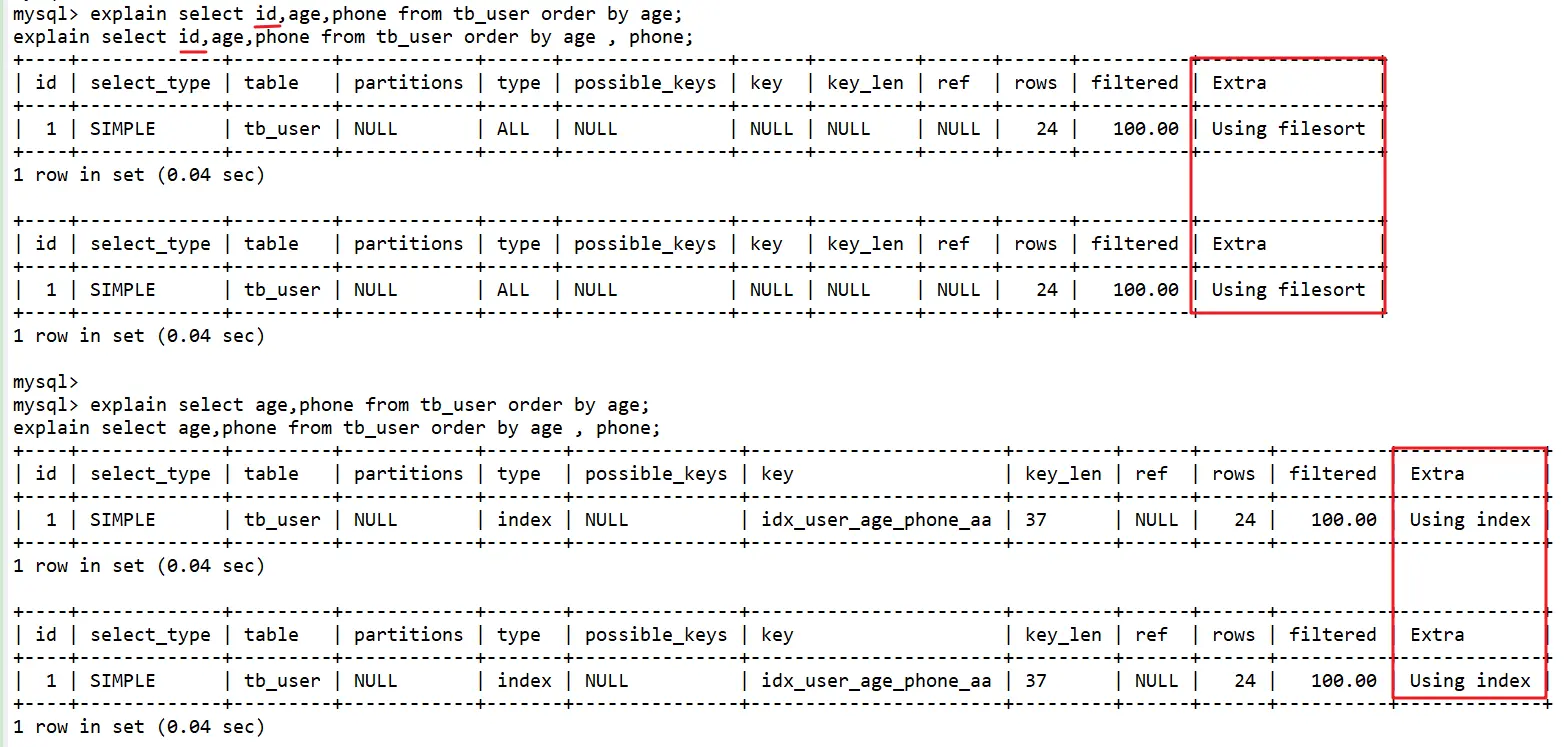 mysql> explain select id,age,phone from tb_user order by age;
explain select id,age,phone from tb_user order by age , phone;
+----+-------------+---------+------------+------+---------------+------+---------+------+------+----------+----------------+
| id | select_type | table   | partitions | type | possible_keys | key  | key_len | ref  | rows | filtered | Extra          |
+----+-------------+---------+------------+------+---------------+------+---------+------+------+----------+----------------+
|  1 | SIMPLE      | tb_user | NULL       | ALL  | NULL          | NULL | NULL    | NULL |   24 |   100.00 | Using filesort |
+----+-------------+---------+------------+------+---------------+------+---------+------+------+----------+----------------+
1 row in set (0.04 sec)
+----+-------------+---------+------------+------+---------------+------+---------+------+------+----------+----------------+
| id | select_type | table   | partitions | type | possible_keys | key  | key_len | ref  | rows | filtered | Extra          |
+----+-------------+---------+------------+------+---------------+------+---------+------+------+----------+----------------+
|  1 | SIMPLE      | tb_user | NULL       | ALL  | NULL          | NULL | NULL    | NULL |   24 |   100.00 | Using filesort |
+----+-------------+---------+------------+------+---------------+------+---------+------+------+----------+----------------+
1 row in set (0.04 sec)
mysql>
mysql> explain select age,phone from tb_user order by age;
explain select age,phone from tb_user order by age , phone;
+----+-------------+---------+------------+-------+---------------+-----------------------+---------+------+------+----------+-------------+
| id | select_type | table   | partitions | type  | possible_keys | key                   | key_len | ref  | rows | filtered | Extra       |
+----+-------------+---------+------------+-------+---------------+-----------------------+---------+------+------+----------+-------------+
|  1 | SIMPLE      | tb_user | NULL       | index | NULL          | idx_user_age_phone_aa | 37      | NULL |   24 |   100.00 | Using index |
+----+-------------+---------+------------+-------+---------------+-----------------------+---------+------+------+----------+-------------+
1 row in set (0.04 sec)
+----+-------------+---------+------------+-------+---------------+-----------------------+---------+------+------+----------+-------------+
| id | select_type | table   | partitions | type  | possible_keys | key                   | key_len | ref  | rows | filtered | Extra       |
+----+-------------+---------+------------+-------+---------------+-----------------------+---------+------+------+----------+-------------+
|  1 | SIMPLE      | tb_user | NULL       | index | NULL          | idx_user_age_phone_aa | 37      | NULL |   24 |   100.00 | Using index |
+----+-------------+---------+------------+-------+---------------+-----------------------+---------+------+------+----------+-------------+
1 row in set (0.04 sec)